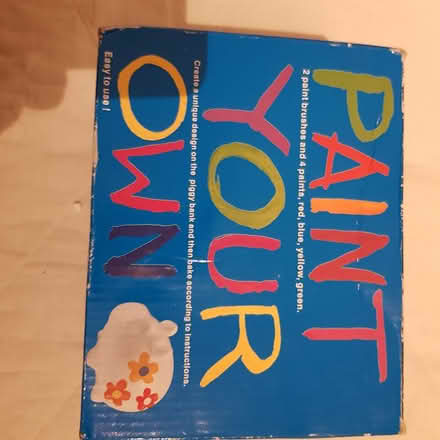 PAINT
2 paint brushes and 4 paints, red, blue, yellow, green.
YOUR
Create a unique design on the piggy bank and then bake according to instructions.
OWN
Easy to use !